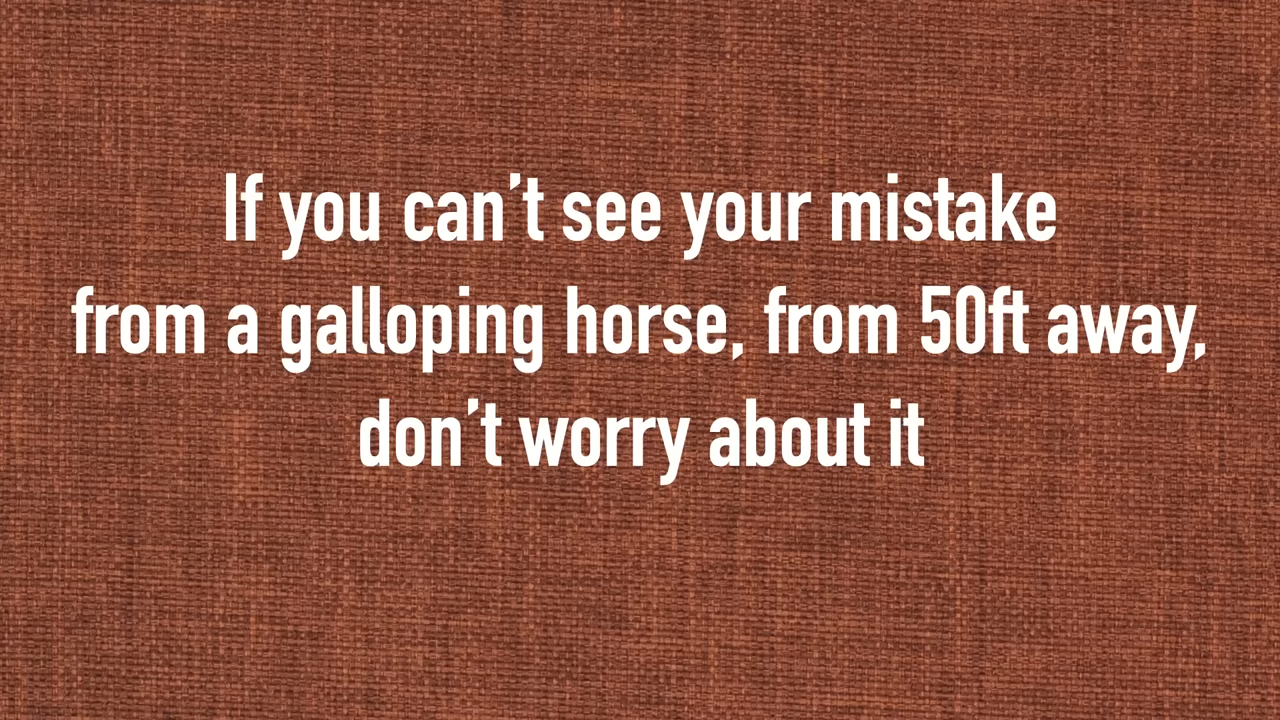 If you can’t see your mistake
from a galloping horse, from 50ft away,
don’t worry about it